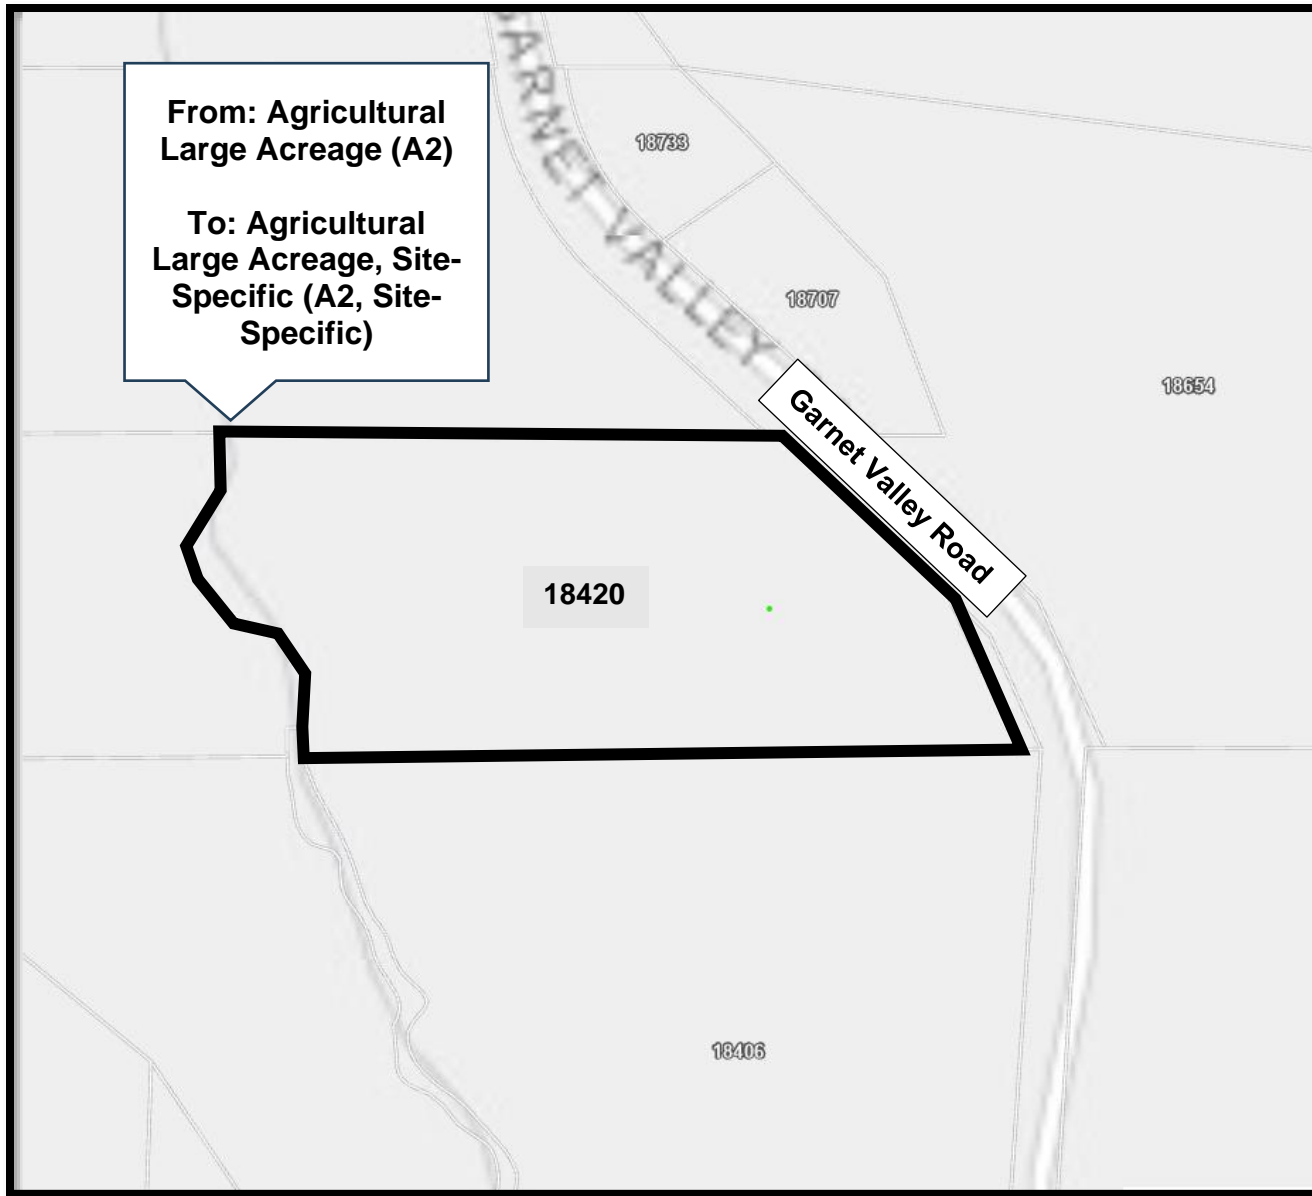 GARNET VALLEY
From: Agricultural
Large Acreage (A2)
To: Agricultural
Large Acreage, Site-
Specific (A2, Site-
Specific)
18733
18707
18654
Garnet Valley Road
18420
18406